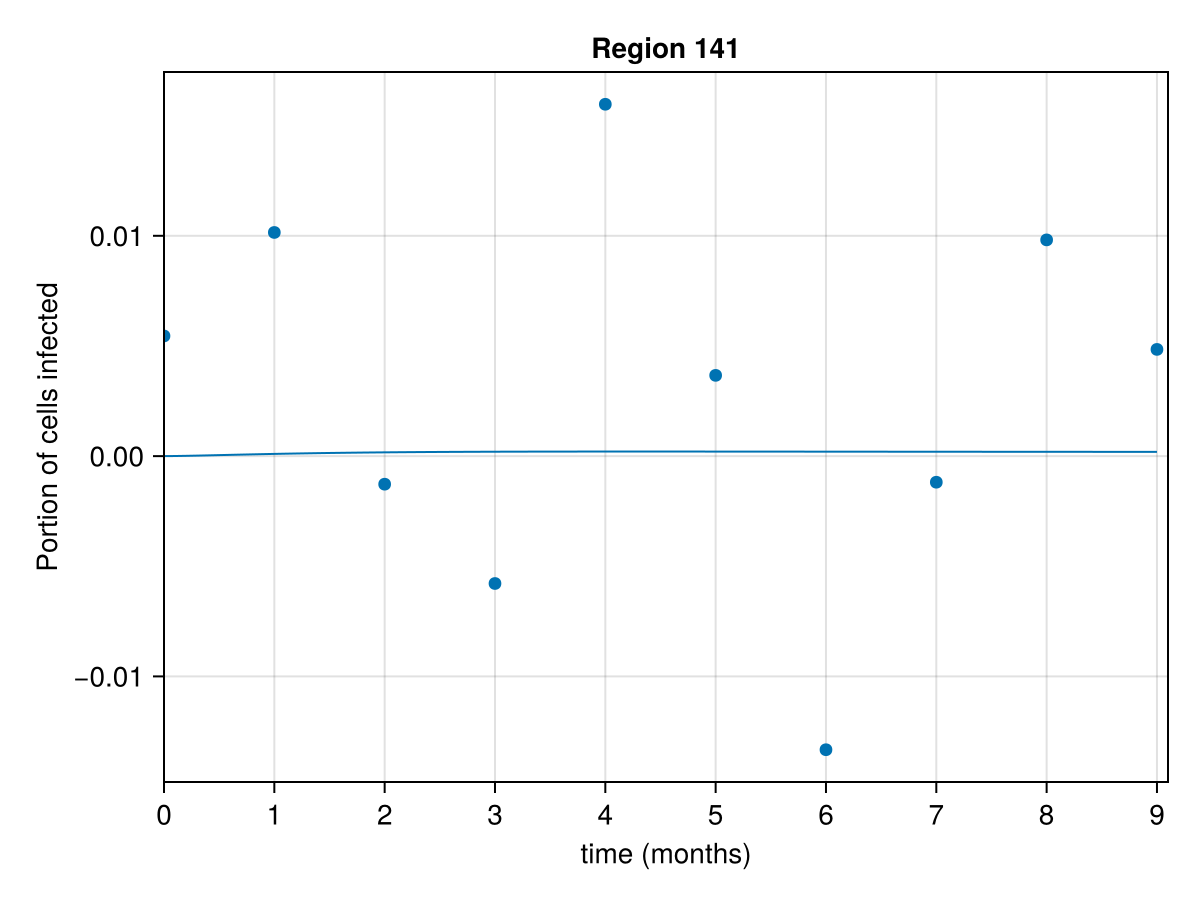 Region 141
Portion of cells infected
0.01
0.00
−0.01
0 1 2 3 4 5 6 7 8 9
time (months)